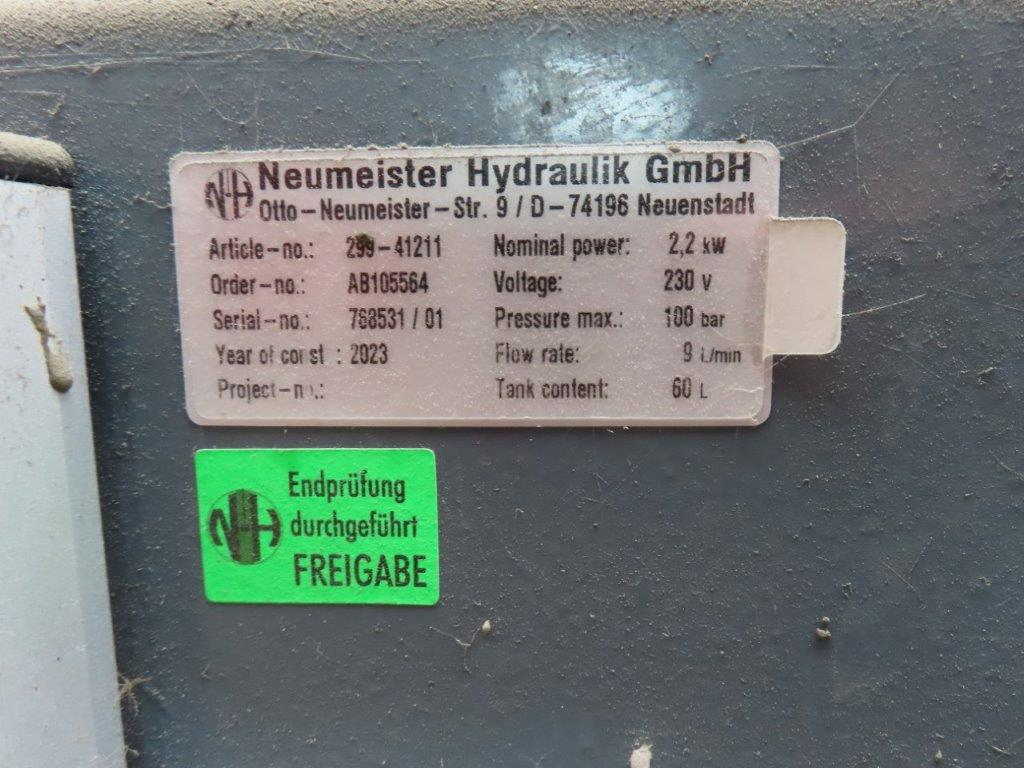 NH Neumeister Hydraulik GmbH
Otto-Neumeister-Str. 9 / D-74196 Neuenstadt
Article-no.: 299-41211 Nominal power: 2,2 kw
Order-no.: AB105564 Voltage: 230 v
Serial-no.: 768531 / 01 Pressure max.: 100 bar
Year of const : 2023 Flow rate: 9 L/min
Project-no.: Tank content: 60 L
NH Endprüfung
durchgeführt
FREIGABE